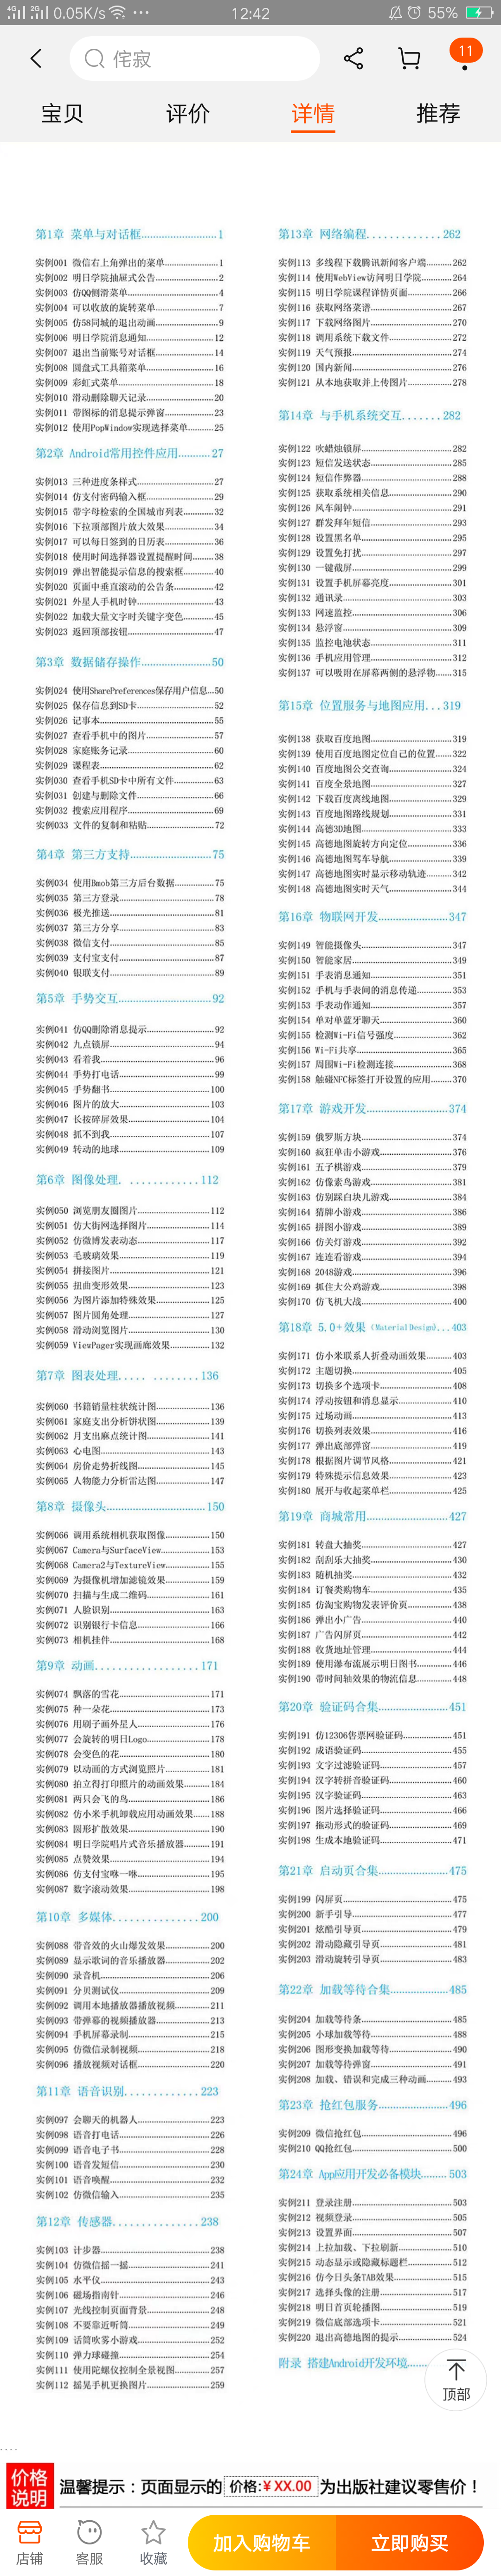 4G 2G 0.05K/s ... 12:42 55%
侘寂
11
宝贝 评价 详情 推荐
第1章 菜单与对话框..........................1
实例001 微信右上角弹出的菜单....................1
实例002 明日学院抽屉式公告......................2
实例003 仿QQ侧滑菜单..............................4
实例004 可以收放的旋转菜单......................7
实例005 仿58同城的退出动画......................9
实例006 明日学院消息通知........................12
实例007 退出当前账号对话框.....................14
实例008 圆盘式工具箱菜单........................16
实例009 彩虹式菜单.................................18
实例010 滑动删除聊天记录........................20
实例011 带图标的消息提示弹窗..................23
实例012 使用PopWindow实现选择菜单.........25
第2章 Android常用控件应用...........27
实例013 三种进度条样式...........................27
实例014 仿支付密码输入框........................29
实例015 带字母检索的全国城市列表............32
实例016 下拉顶部图片放大效果..................34
实例017 可以每日签到的日历表..................36
实例018 使用时间选择器设置提醒时间.........38
实例019 弹出智能提示信息的搜索框............40
实例020 页面中垂直滚动的公告条...............42
实例021 外星人手机时钟...........................43
实例022 加载大量文字时关键字变色............45
实例023 返回顶部按钮..............................47
第3章 数据储存操作........................50
实例024 使用SharePreferences保存用户信息...50
实例025 保存信息到SD卡...........................52
实例026 记事本.......................................55
实例027 查看手机中的图片........................57
实例028 家庭账务记录..............................60
实例029 课程表.......................................62
实例030 查看手机SD卡中所有文件...............63
实例031 创建与删除文件...........................66
实例032 搜索应用程序..............................69
实例033 文件的复制和粘贴........................72
第4章 第三方支持............................75
实例034 使用Bmob第三方后台数据...............75
实例035 第三方登录.................................78
实例036 极光推送....................................81
实例037 第三方分享.................................83
实例038 微信支付....................................85
实例039 支付宝支付.................................87
实例040 银联支付....................................89
第5章 手势交互................................92
实例041 仿QQ删除消息提示........................92
实例042 九点锁屏....................................94
实例043 看着我.......................................96
实例044 手势打电话.................................99
实例045 手势翻书....................................100
实例046 图片的放大.................................103
实例047 长按碎屏效果..............................104
实例048 抓不到我....................................107
实例049 转动的地球.................................109
第6章 图像处理. ............112
实例050 浏览朋友圈图片...........................112
实例051 仿大街网选择图片........................114
实例052 仿微博发表动态...........................117
实例053 毛玻璃效果.................................119
实例054 拼接图片....................................121
实例055 扭曲变形效果..............................123
实例056 为图片添加特殊效果.....................125
实例057 图片圆角处理..............................127
实例058 滑动浏览图片..............................130
实例059 ViewPager实现画廊效果...............132
第7章 图表处理..... ........136
实例060 书籍销量柱状统计图.....................136
实例061 家庭支出分析饼状图.....................139
实例062 月支出麻点统计图........................141
实例063 心电图.......................................143
实例064 房价走势折线图...........................145
实例065 人物能力分析雷达图.....................147
第8章 摄像头..................................150
实例066 调用系统相机获取图像..................150
实例067 Camera与SurfaceView..................153
实例068 Camera2与TextureView................155
实例069 为摄像机增加滤镜效果..................159
实例070 扫描与生成二维码........................161
实例071 人脸识别....................................163
实例072 识别银行卡信息...........................166
实例073 相机挂件....................................168
第9章 动画..................171
实例074 飘落的雪花.................................171
实例075 种一朵花....................................173
实例076 用刷子画外星人...........................176
实例077 会旋转的明日Logo........................178
实例078 会变色的花.................................180
实例079 以动画的方式浏览照片..................181
实例080 拍立得打印照片的动画效果............184
实例081 两只会飞的鸟..............................186
实例082 仿小米手机卸载应用动画效果.........188
实例083 圆形扩散效果..............................190
实例084 明日学院唱片式音乐播放器............191
实例085 点赞效果....................................194
实例086 仿支付宝咻一咻...........................195
实例087 数字滚动效果..............................198
第10章 多媒体...............200
实例088 带音效的火山爆发效果..................200
实例089 显示歌词的音乐播放器..................202
实例090 录音机.......................................206
实例091 分贝测试仪.................................209
实例092 调用本地播放器播放视频...............211
实例093 带弹幕的视频播放器.....................213
实例094 手机屏幕录制..............................215
实例095 仿微信录制视频...........................218
实例096 播放视频对话框...........................220
第11章 语音识别.............223
实例097 会聊天的机器人...........................223
实例098 语音打电话.................................226
实例099 语音电子书.................................228
实例100 语音发短信.................................230
实例101 语音唤醒....................................232
实例102 仿微信输入.................................235
第12章 传感器...............238
实例103 计步器.......................................238
实例104 仿微信摇一摇..............................241
实例105 水平仪.......................................243
实例106 磁场指南针.................................246
实例107 光线控制页面背景........................248
实例108 不要靠近听筒..............................249
实例109 话筒吹雾小游戏...........................252
实例110 弹力球碰撞.................................254
实例111 使用陀螺仪控制全景视图...............257
实例112 摇晃手机更换图片........................259
第13章 网络编程.............262
实例113 多线程下载腾讯新闻客户端............262
实例114 使用WebView访问明日学院............264
实例115 明日学院课程详情页面..................266
实例116 获取网络菜谱..............................267
实例117 下载网络图片..............................270
实例118 调用系统下载文件........................272
实例119 天气预报....................................274
实例120 国内新闻....................................276
实例121 从本地获取并上传图片..................278
第14章 与手机系统交互.......282
实例122 吹蜡烛锁屏.................................282
实例123 短信发送状态..............................285
实例124 短信作弊器.................................288
实例125 获取系统相关信息........................290
实例126 风车闹钟....................................291
实例127 群发拜年短信..............................293
实例128 设置黑名单.................................295
实例129 设置免打扰.................................297
实例130 一键截屏....................................299
实例131 设置手机屏幕亮度........................301
实例132 通讯录.......................................303
实例133 网速监控....................................306
实例134 悬浮窗.......................................309
实例135 监控电池状态..............................311
实例136 手机应用管理..............................312
实例137 可以吸附在屏幕两侧的悬浮物.........315
第15章 位置服务与地图应用...319
实例138 获取百度地图..............................319
实例139 使用百度地图定位自己的位置.........322
实例140 百度地图公交查询........................324
实例141 百度全景地图..............................327
实例142 下载百度离线地图........................329
实例143 百度地图路线规划........................331
实例144 高德3D地图.................................333
实例145 高德地图旋转方向定位..................336
实例146 高德地图驾车导航........................339
实例147 高德地图实时显示移动轨迹............342
实例148 高德地图实时天气........................344
第16章 物联网开发........................347
实例149 智能摄像头.................................347
实例150 智能家居....................................349
实例151 手表消息通知..............................351
实例152 手机与手表间的消息传递...............353
实例153 手表动作通知..............................357
实例154 单对单蓝牙聊天...........................360
实例155 检测Wi-Fi信号强度.....................362
实例156 Wi-Fi共享.................................365
实例157 周围Wi-Fi检测连接.....................368
实例158 触碰NFC标签打开设置的应用.........370
第17章 游戏开发............................374
实例159 俄罗斯方块.................................374
实例160 疯狂单击小游戏...........................376
实例161 五子棋游戏.................................379
实例162 仿像素鸟游戏..............................381
实例163 仿别踩白块儿游戏........................384
实例164 猜牌小游戏.................................386
实例165 拼图小游戏.................................389
实例166 仿关灯游戏.................................392
实例167 连连看游戏.................................394
实例168 2048游戏....................................396
实例169 抓住大公鸡游戏...........................398
实例170 仿飞机大战.................................400
第18章 5.0+效果（Material Design）...403
实例171 仿小米联系人折叠动画效果............403
实例172 主题切换....................................405
实例173 切换多个选项卡...........................408
实例174 浮动按钮和消息显示.....................410
实例175 过场动画....................................413
实例176 切换列表效果..............................416
实例177 弹出底部弹窗..............................419
实例178 根据图片调节风格........................421
实例179 特殊提示信息效果........................423
实例180 展开与收起菜单栏........................425
第19章 商城常用............................427
实例181 转盘大抽奖.................................427
实例182 刮刮乐大抽奖..............................430
实例183 随机抽奖....................................432
实例184 订餐类购物车..............................435
实例185 仿淘宝购物发表评价页..................438
实例186 弹出小广告.................................440
实例187 广告闪屏页.................................442
实例188 收货地址管理..............................444
实例189 使用瀑布流展示明日图书...............446
实例190 带时间轴效果的物流信息...............448
第20章 验证码合集........................451
实例191 仿12306售票网验证码..................451
实例192 成语验证码.................................455
实例193 文字过滤验证码...........................457
实例194 汉字转拼音验证码........................460
实例195 汉字验证码.................................463
实例196 图片选择验证码...........................466
实例197 拖动形式的验证码........................469
实例198 生成本地验证码...........................471
第21章 启动页合集........................475
实例199 闪屏页.......................................475
实例200 新手引导....................................477
实例201 炫酷引导页.................................479
实例202 滑动隐藏引导页...........................481
实例203 滑动旋转引导页...........................483
第22章 加载等待合集....................485
实例204 加载等待条.................................485
实例205 小球加载等待..............................488
实例206 图形变换加载等待........................490
实例207 加载等待弹窗..............................491
实例208 加载、错误和完成三种动画............493
第23章 抢红包服务........................496
实例209 微信抢红包.................................496
实例210 QQ抢红包....................................500
第24章 App应用开发必备模块.........503
实例211 登录注册....................................503
实例212 视频登录....................................505
实例213 设置界面....................................507
实例214 上拉加载、下拉刷新.....................510
实例215 动态显示或隐藏标题栏..................512
实例216 仿今日头条TAB效果.....................515
实例217 选择头像的注册...........................517
实例218 明日首页轮播图...........................519
实例219 微信底部选项卡...........................521
实例220 退出高德地图的提示.....................524
附录 搭建Android开发环境.......
顶部
....
价格
说明
温馨提示：页面显示的 价格:¥XX.00 为出版社建议零售价！
店铺 客服 收藏 加入购物车 立即购买